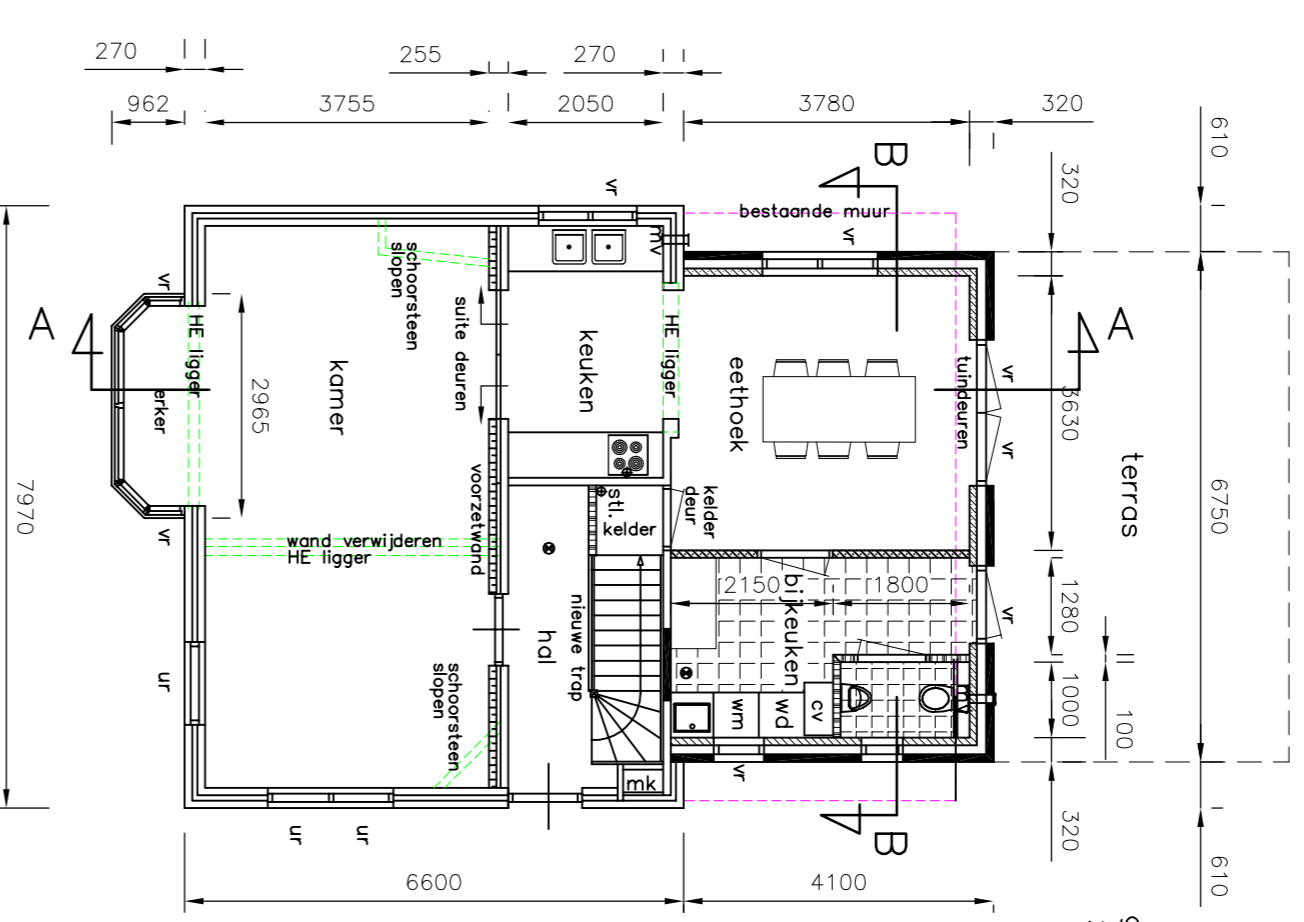 270
255
270
962
3755
2050
3780
320
610
320
B
vr
bestaande muur
vr
mv
schoorsteen
slopen
vr
A
HE ligger
erker
2965
kamer
suite deuren
keuken
HE ligger
eethoek
tuindeuren
vr
vr
A
3630
terras
6750
7970
voorzetwand
stl.
kelder
kelder
deur
wand verwijderen
HE ligger
vr
2150
1800
bijkeuken
vr
1280
nieuwe trap
hal
ur
schoorsteen
slopen
wm
wd
cv
mv
1000
100
mk
vr
ur
ur
B
320
610
6600
4100